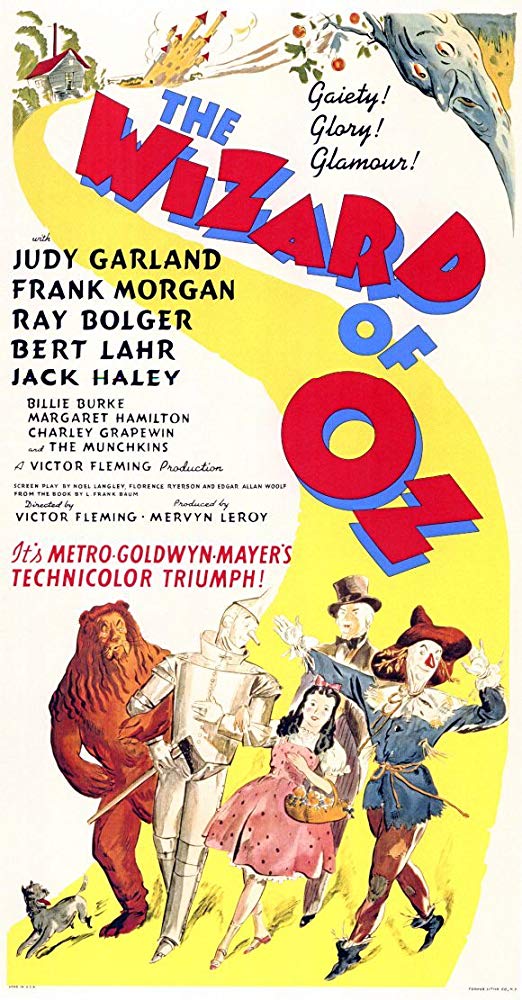 Gaiety!
Glory!
Glamour!
THE
WIZARD
OF
OZ
with
JUDY GARLAND
FRANK MORGAN
RAY BOLGER
BERT LAHR
JACK HALEY
BILLIE BURKE
MARGARET HAMILTON
CHARLEY GRAPEWIN
and THE MUNCHKINS
A VICTOR FLEMING Production
SCREEN PLAY BY NOEL LANGLEY, FLORENCE RYERSON AND EDGAR ALLAN WOOLF
FROM THE BOOK BY L. FRANK BAUM
Directed by Produced by
VICTOR FLEMING · MERVYN LEROY
It's METRO-GOLDWYN-MAYER'S
TECHNICOLOR TRIUMPH!